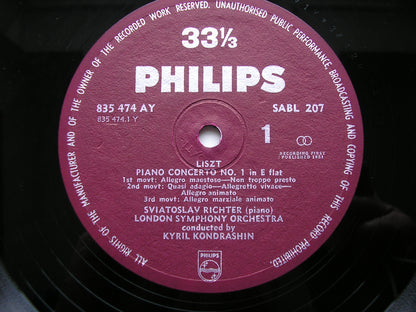 ALL RIGHTS OF THE MANUFACTURER AND OF THE OWNER OF THE RECORDED WORK RESERVED. UNAUTHORISED PUBLIC PERFORMANCE, BROADCASTING AND COPYING OF THIS RECORD PROHIBITED.
33⅓
PHILIPS
835 474 AY
SABL 207
835 474.1 Y
1
RECORDING FIRST
PUBLISHED 1961
LISZT
PIANO CONCERTO NO. 1 in E flat
1st movt: Allegro maestoso—Non troppo presto
2nd movt: Quasi adagio—Allegretto vivace—
Allegro animato
3rd movt: Allegro marziale animato
SVIATOSLAV RICHTER (piano)
LONDON SYMPHONY ORCHESTRA
conducted by
KYRIL KONDRASHIN
PHILIPS